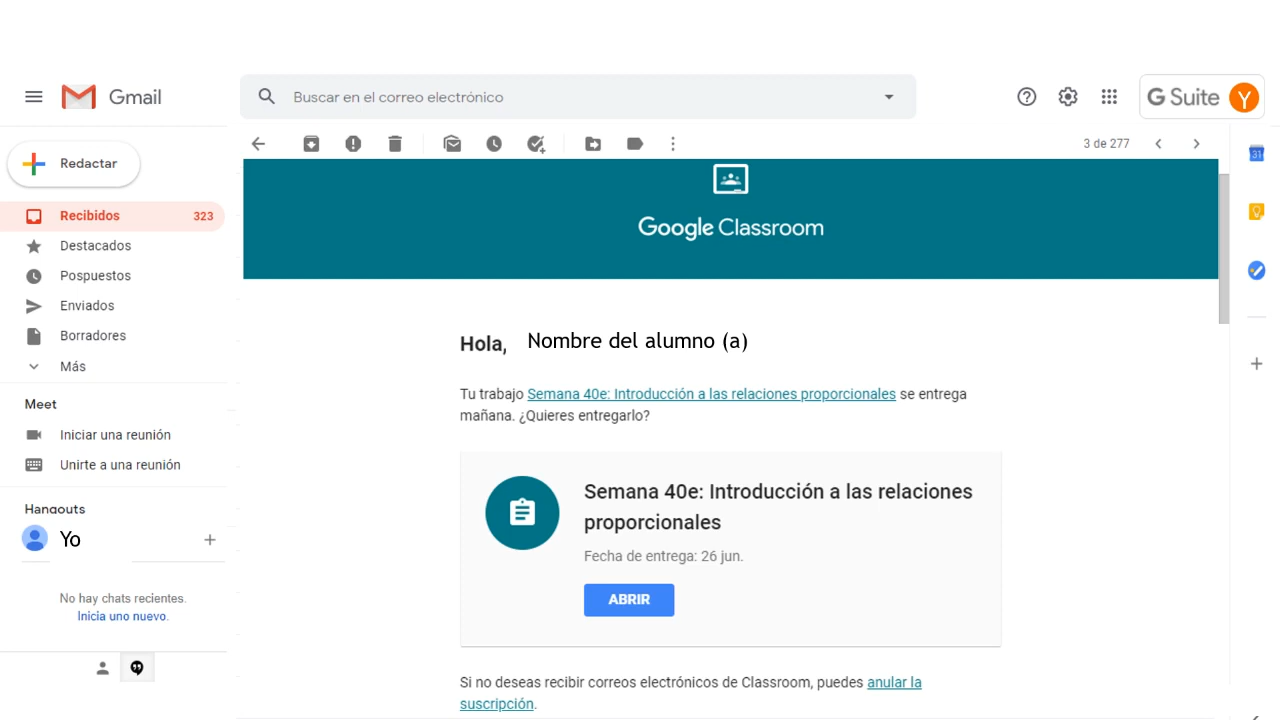 Gmail
Buscar en el correo electrónico
G Suite
Y
Redactar
3 de 277
31
Recibidos 323
Destacados
Pospuestos
Enviados
Borradores
Más
Meet
Iniciar una reunión
Unirte a una reunión
Hangouts
Yo
No hay chats recientes.
Inicia uno nuevo.
Google Classroom
Hola, Nombre del alumno (a)
Tu trabajo Semana 40e: Introducción a las relaciones proporcionales se entrega
mañana. ¿Quieres entregarlo?
Semana 40e: Introducción a las relaciones
proporcionales
Fecha de entrega: 26 jun.
ABRIR
Si no deseas recibir correos electrónicos de Classroom, puedes anular la
suscripción.